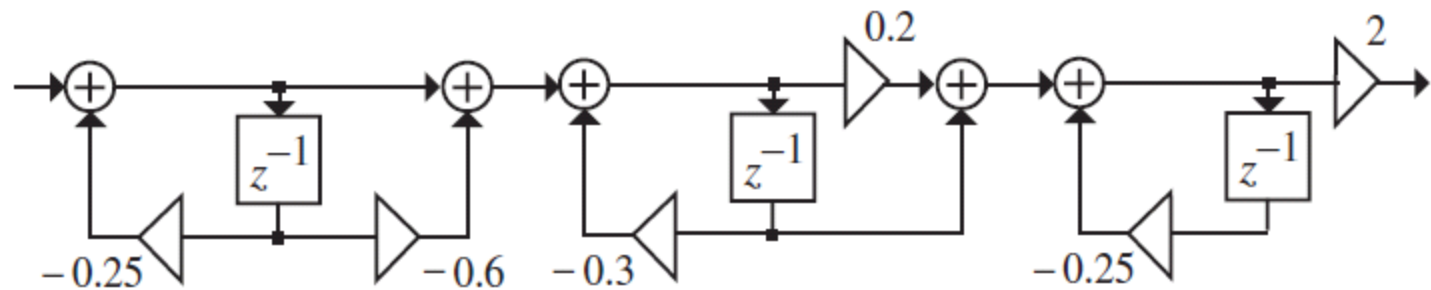 0.2
2
+ + + + +
z⁻¹ z⁻¹ z⁻¹
−0.25 −0.6 −0.3 −0.25